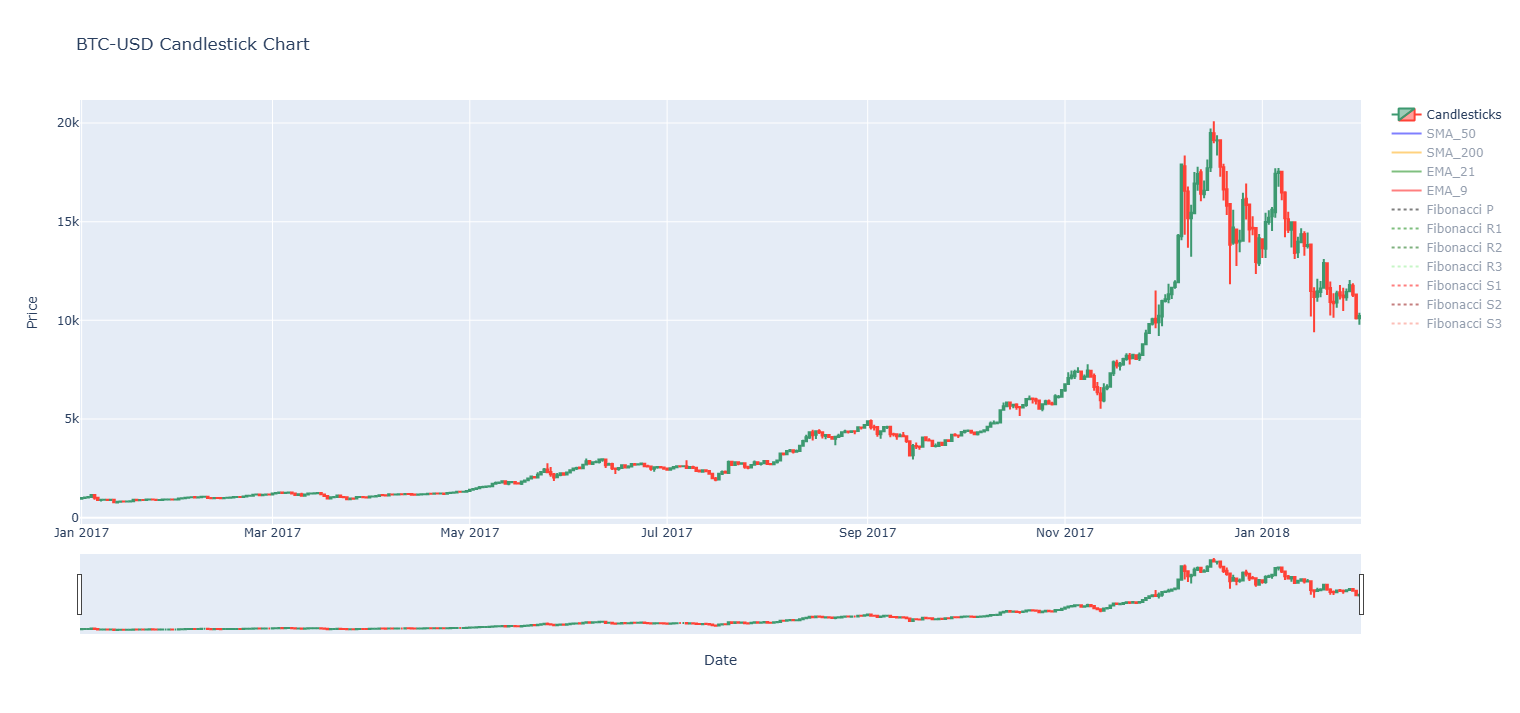 BTC-USD Candlestick Chart
20k
15k
10k
5k
0
Price
Jan 2017
Mar 2017
May 2017
Jul 2017
Sep 2017
Nov 2017
Jan 2018
Date
Candlesticks
SMA_50
SMA_200
EMA_21
EMA_9
Fibonacci P
Fibonacci R1
Fibonacci R2
Fibonacci R3
Fibonacci S1
Fibonacci S2
Fibonacci S3